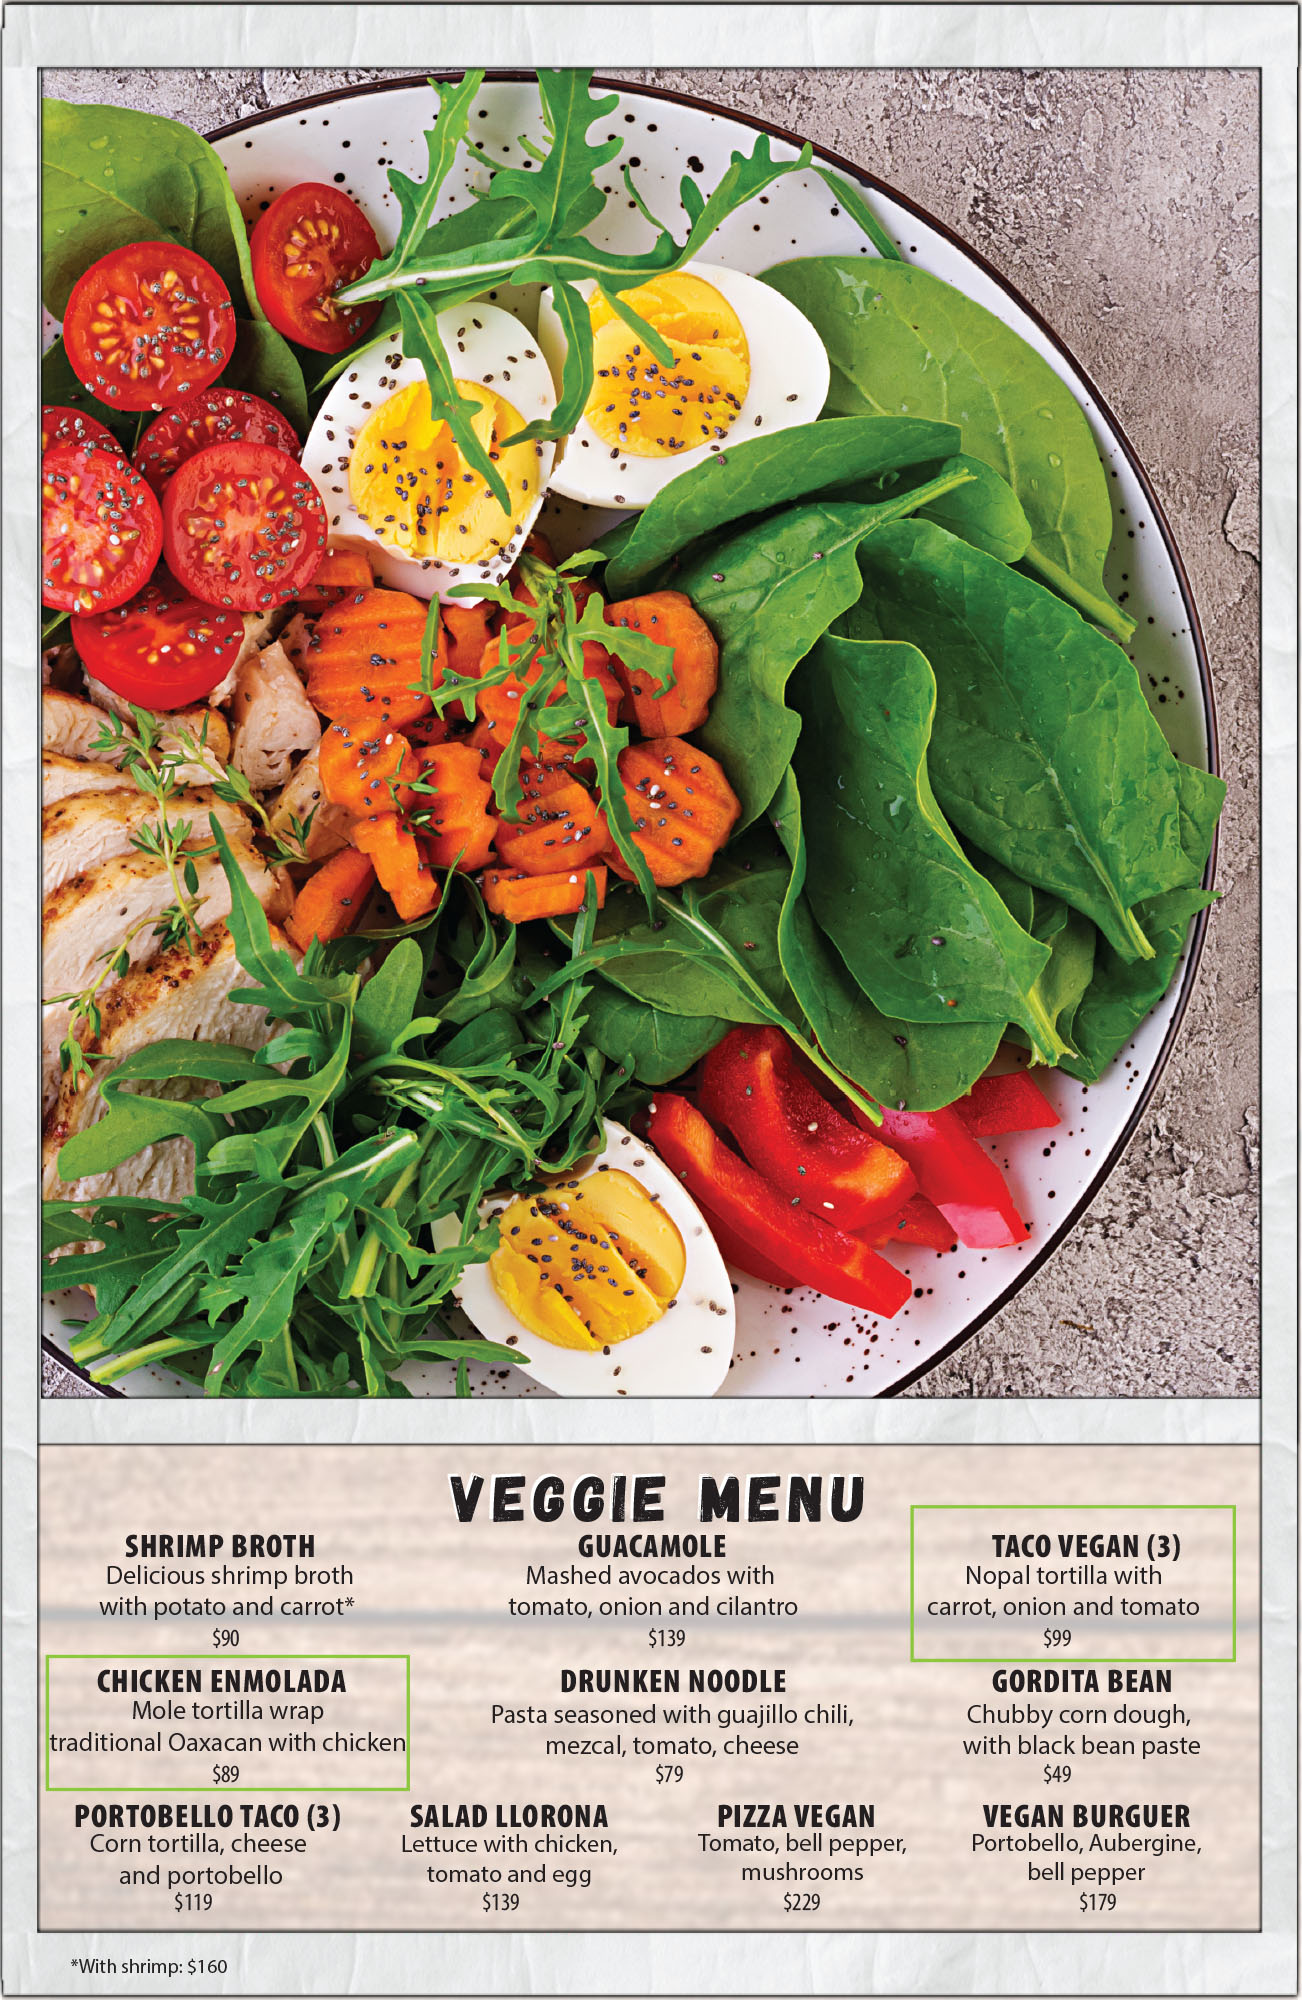 VEGGIE MENU
SHRIMP BROTH
Delicious shrimp broth
with potato and carrot*
$90
GUACAMOLE
Mashed avocados with
tomato, onion and cilantro
$139
TACO VEGAN (3)
Nopal tortilla with
carrot, onion and tomato
$99
CHICKEN ENMOLADA
Mole tortilla wrap
traditional Oaxacan with chicken
$89
DRUNKEN NOODLE
Pasta seasoned with guajillo chili,
mezcal, tomato, cheese
$79
GORDITA BEAN
Chubby corn dough,
with black bean paste
$49
PORTOBELLO TACO (3)
Corn tortilla, cheese
and portobello
$119
SALAD LLORONA
Lettuce with chicken,
tomato and egg
$139
PIZZA VEGAN
Tomato, bell pepper,
mushrooms
$229
VEGAN BURGUER
Portobello, Aubergine,
bell pepper
$179
*With shrimp: $160